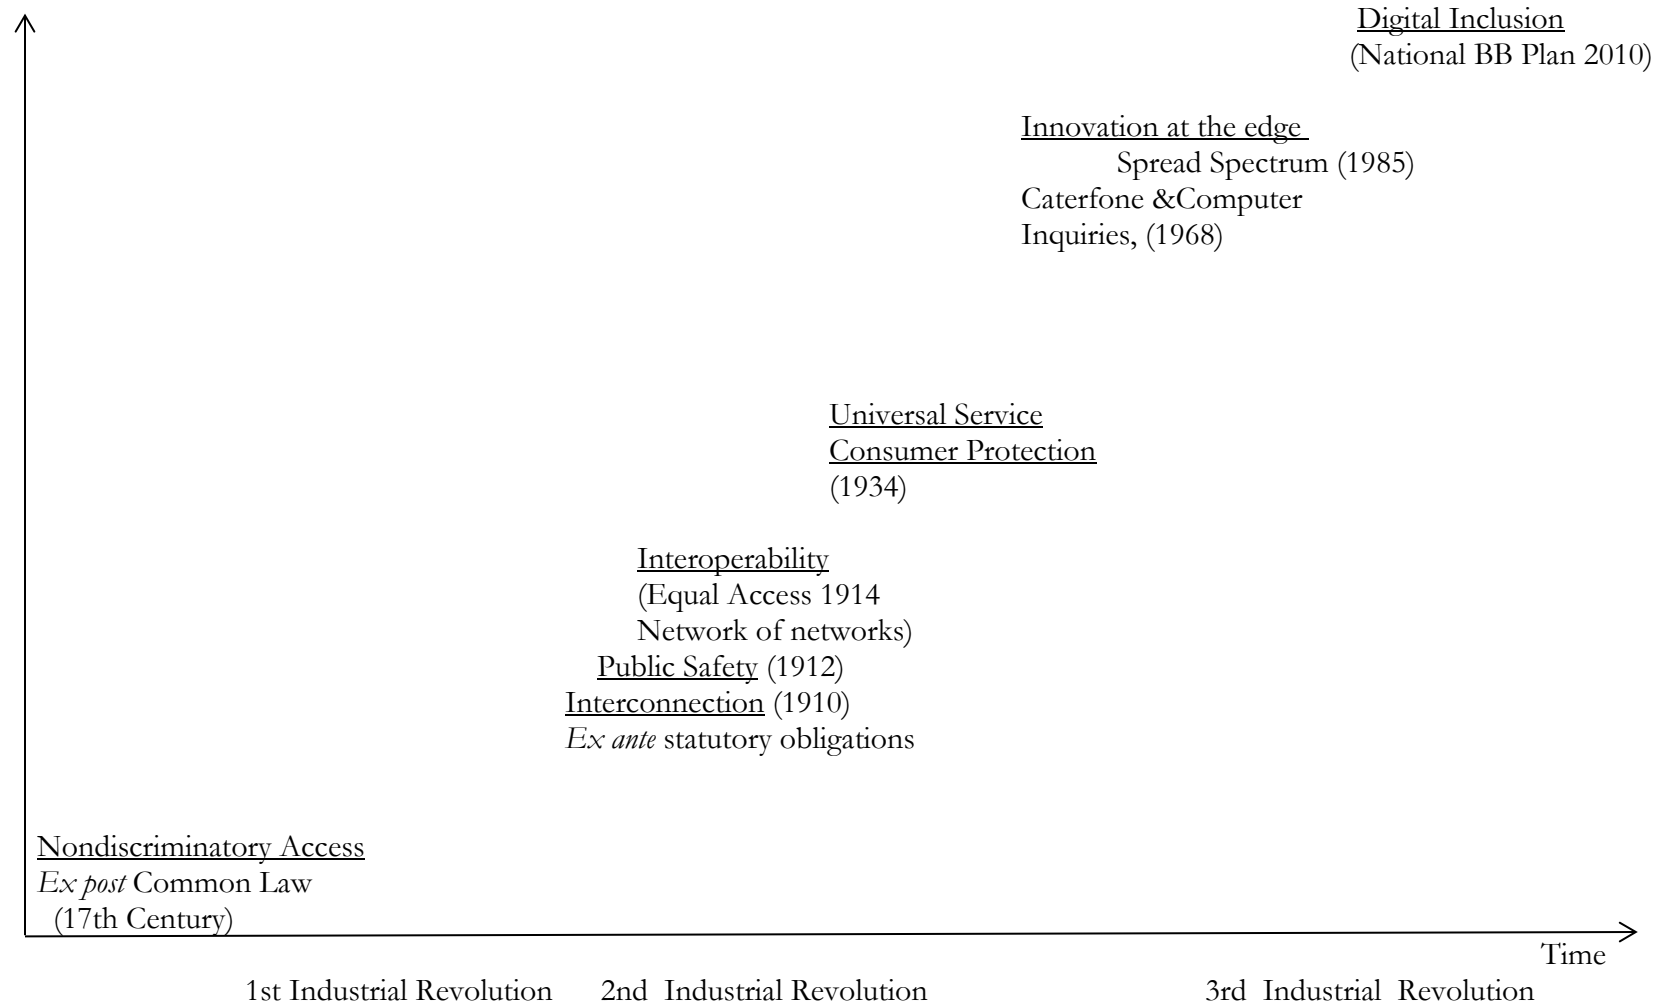 Digital Inclusion
(National BB Plan 2010)
Innovation at the edge
Spread Spectrum (1985)
Caterfone &Computer
Inquiries, (1968)
Universal Service
Consumer Protection
(1934)
Interoperability
(Equal Access 1914
Network of networks)
Public Safety (1912)
Interconnection (1910)
Ex ante statutory obligations
Nondiscriminatory Access
Ex post Common Law
(17th Century)
Time
1st Industrial Revolution 2nd Industrial Revolution 3rd Industrial Revolution